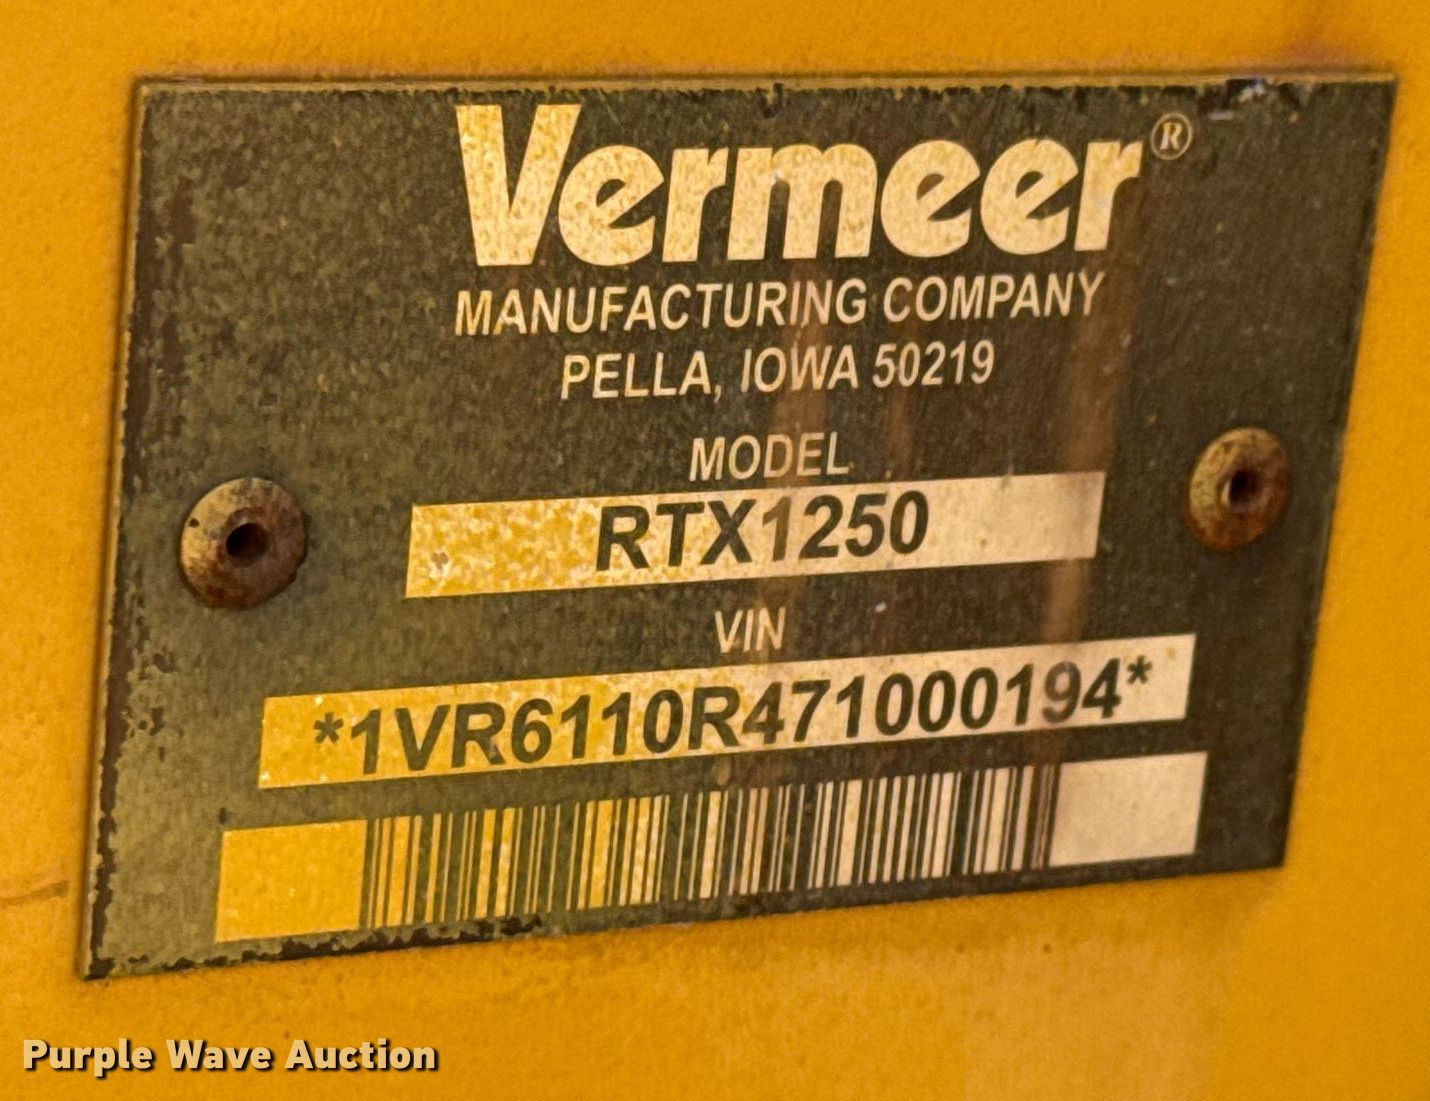 Vermeer®
MANUFACTURING COMPANY
PELLA, IOWA 50219
MODEL
RTX1250
VIN
*1VR6110R471000194*
Purple Wave Auction